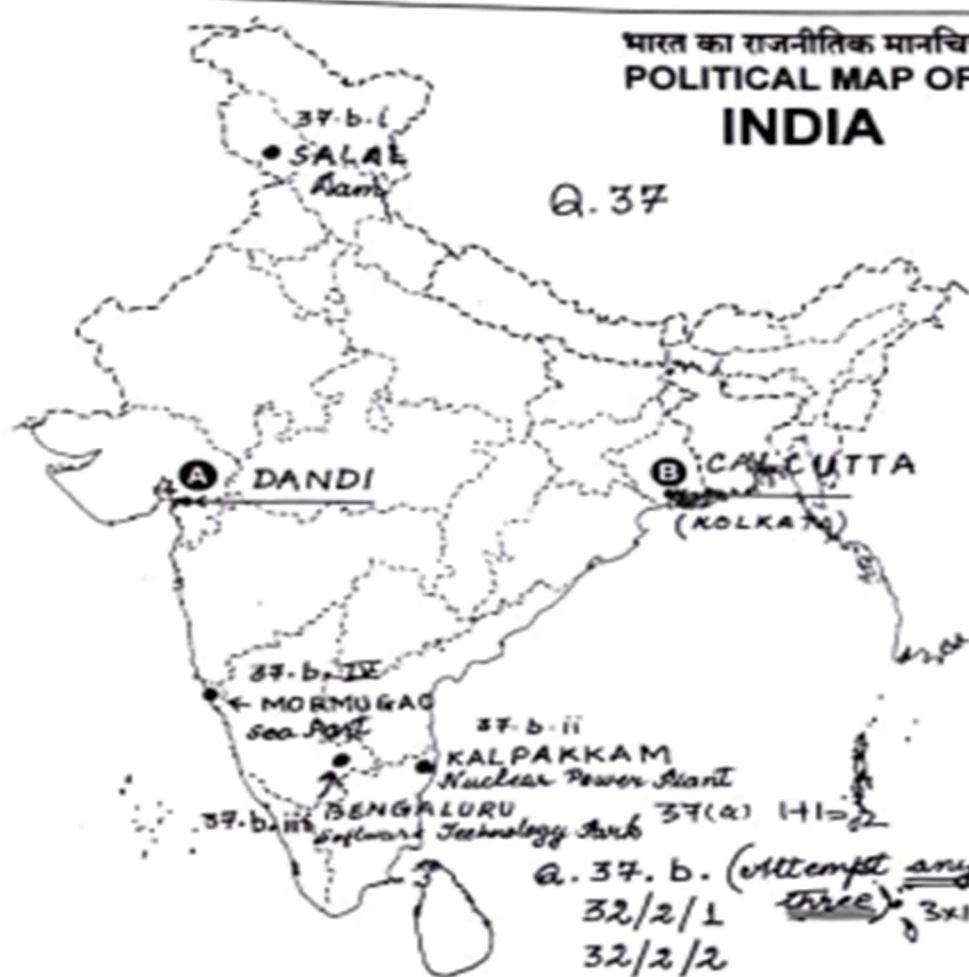 भारत का राजनीतिक मानचि
POLITICAL MAP OF
INDIA
Q. 37
37-b-i
SALAL
Dam
A DANDI
B CALCUTTA
(KOLKATA)
37-b-IV
← MORMUGAO
Sea Port
37-b-ii
KALPAKKAM
Nuclear Power Plant
37-b-iii BENGALURU
Software Technology Park
37(a) 1+1=2
Q. 37. b. (Attempt any
three) 3x1
32/2/1
32/2/2